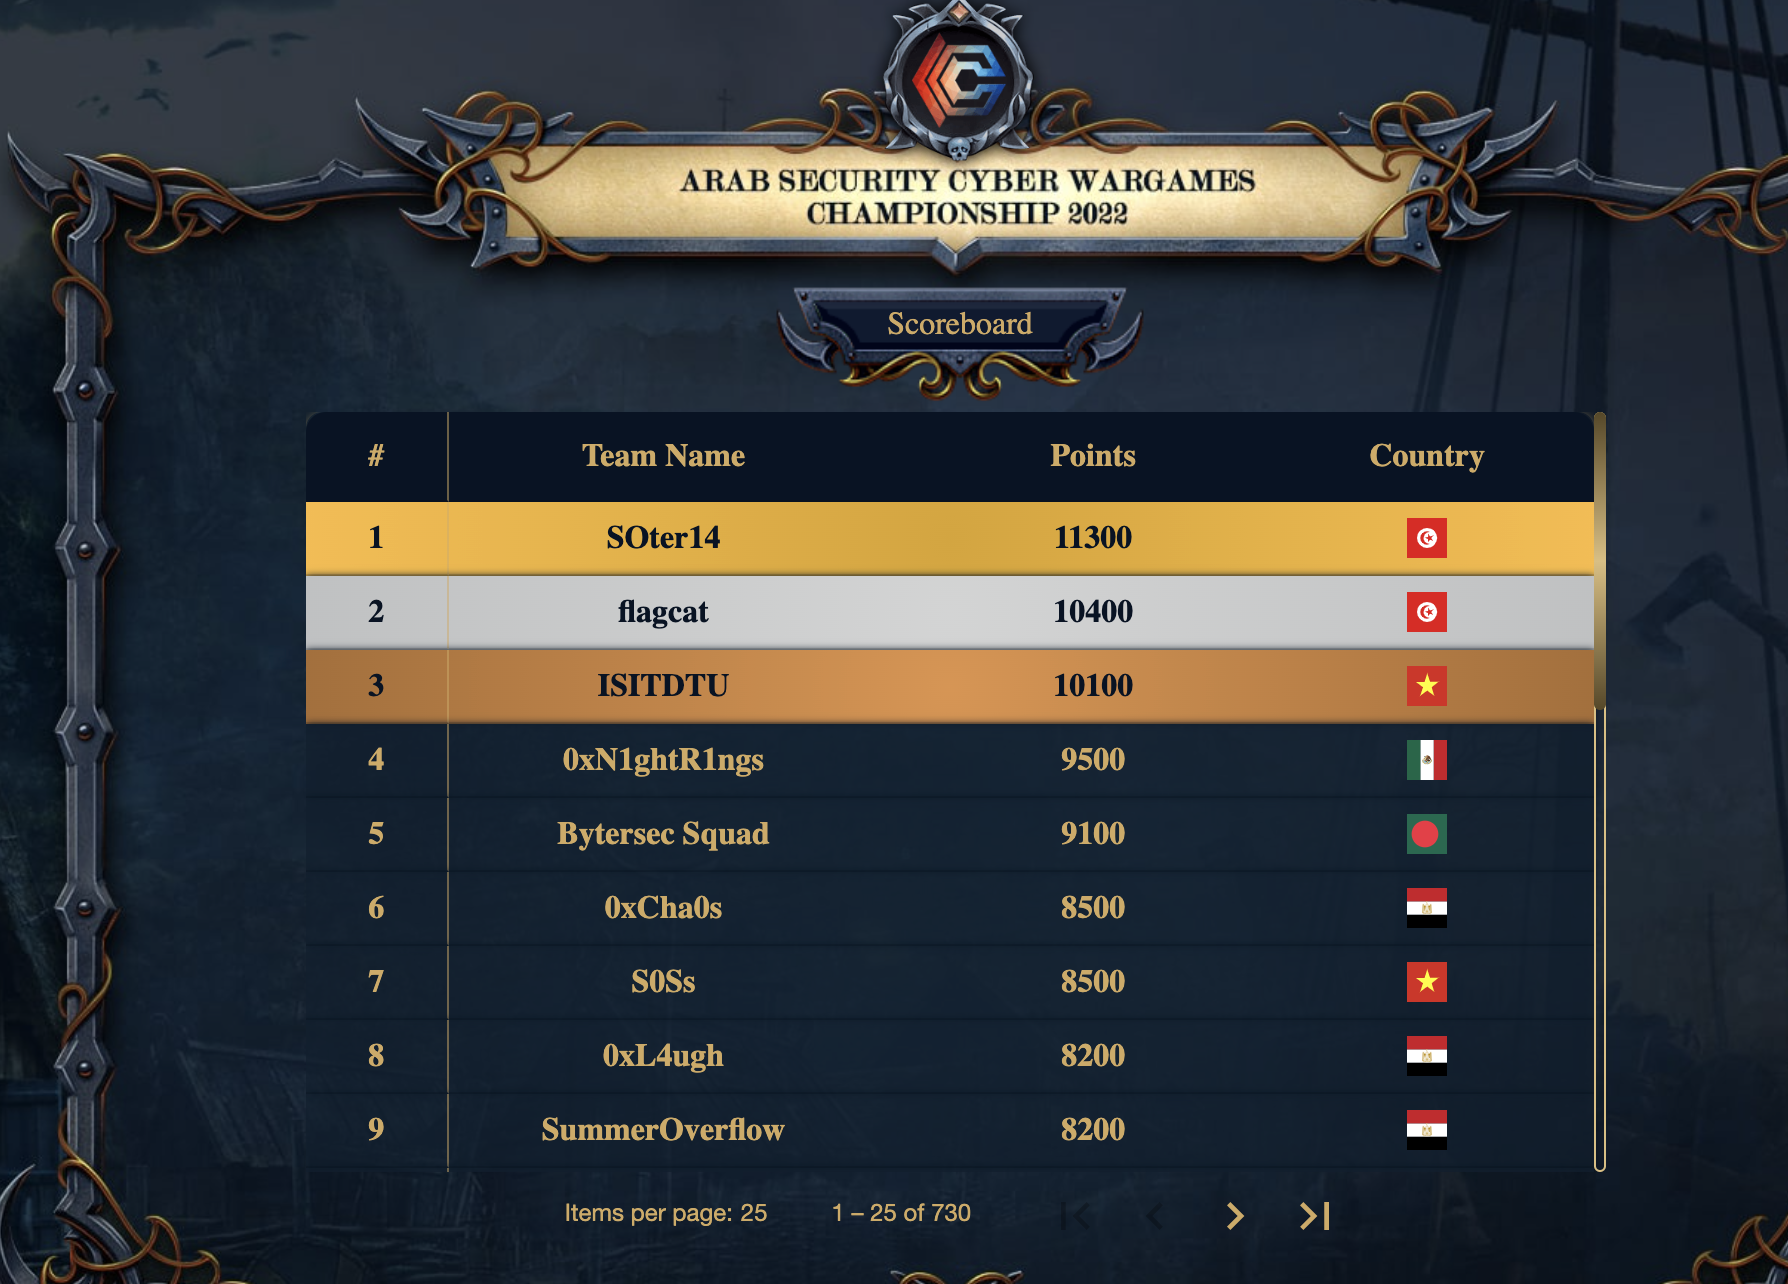 ARAB SECURITY CYBER WARGAMES
CHAMPIONSHIP 2022
Scoreboard
# Team Name Points Country
1 SOter14 11300
2 flagcat 10400
3 ISITDTU 10100
4 0xN1ghtR1ngs 9500
5 Bytersec Squad 9100
6 0xCha0s 8500
7 S0Ss 8500
8 0xL4ugh 8200
9 SummerOverflow 8200
Items per page: 25 1 – 25 of 730